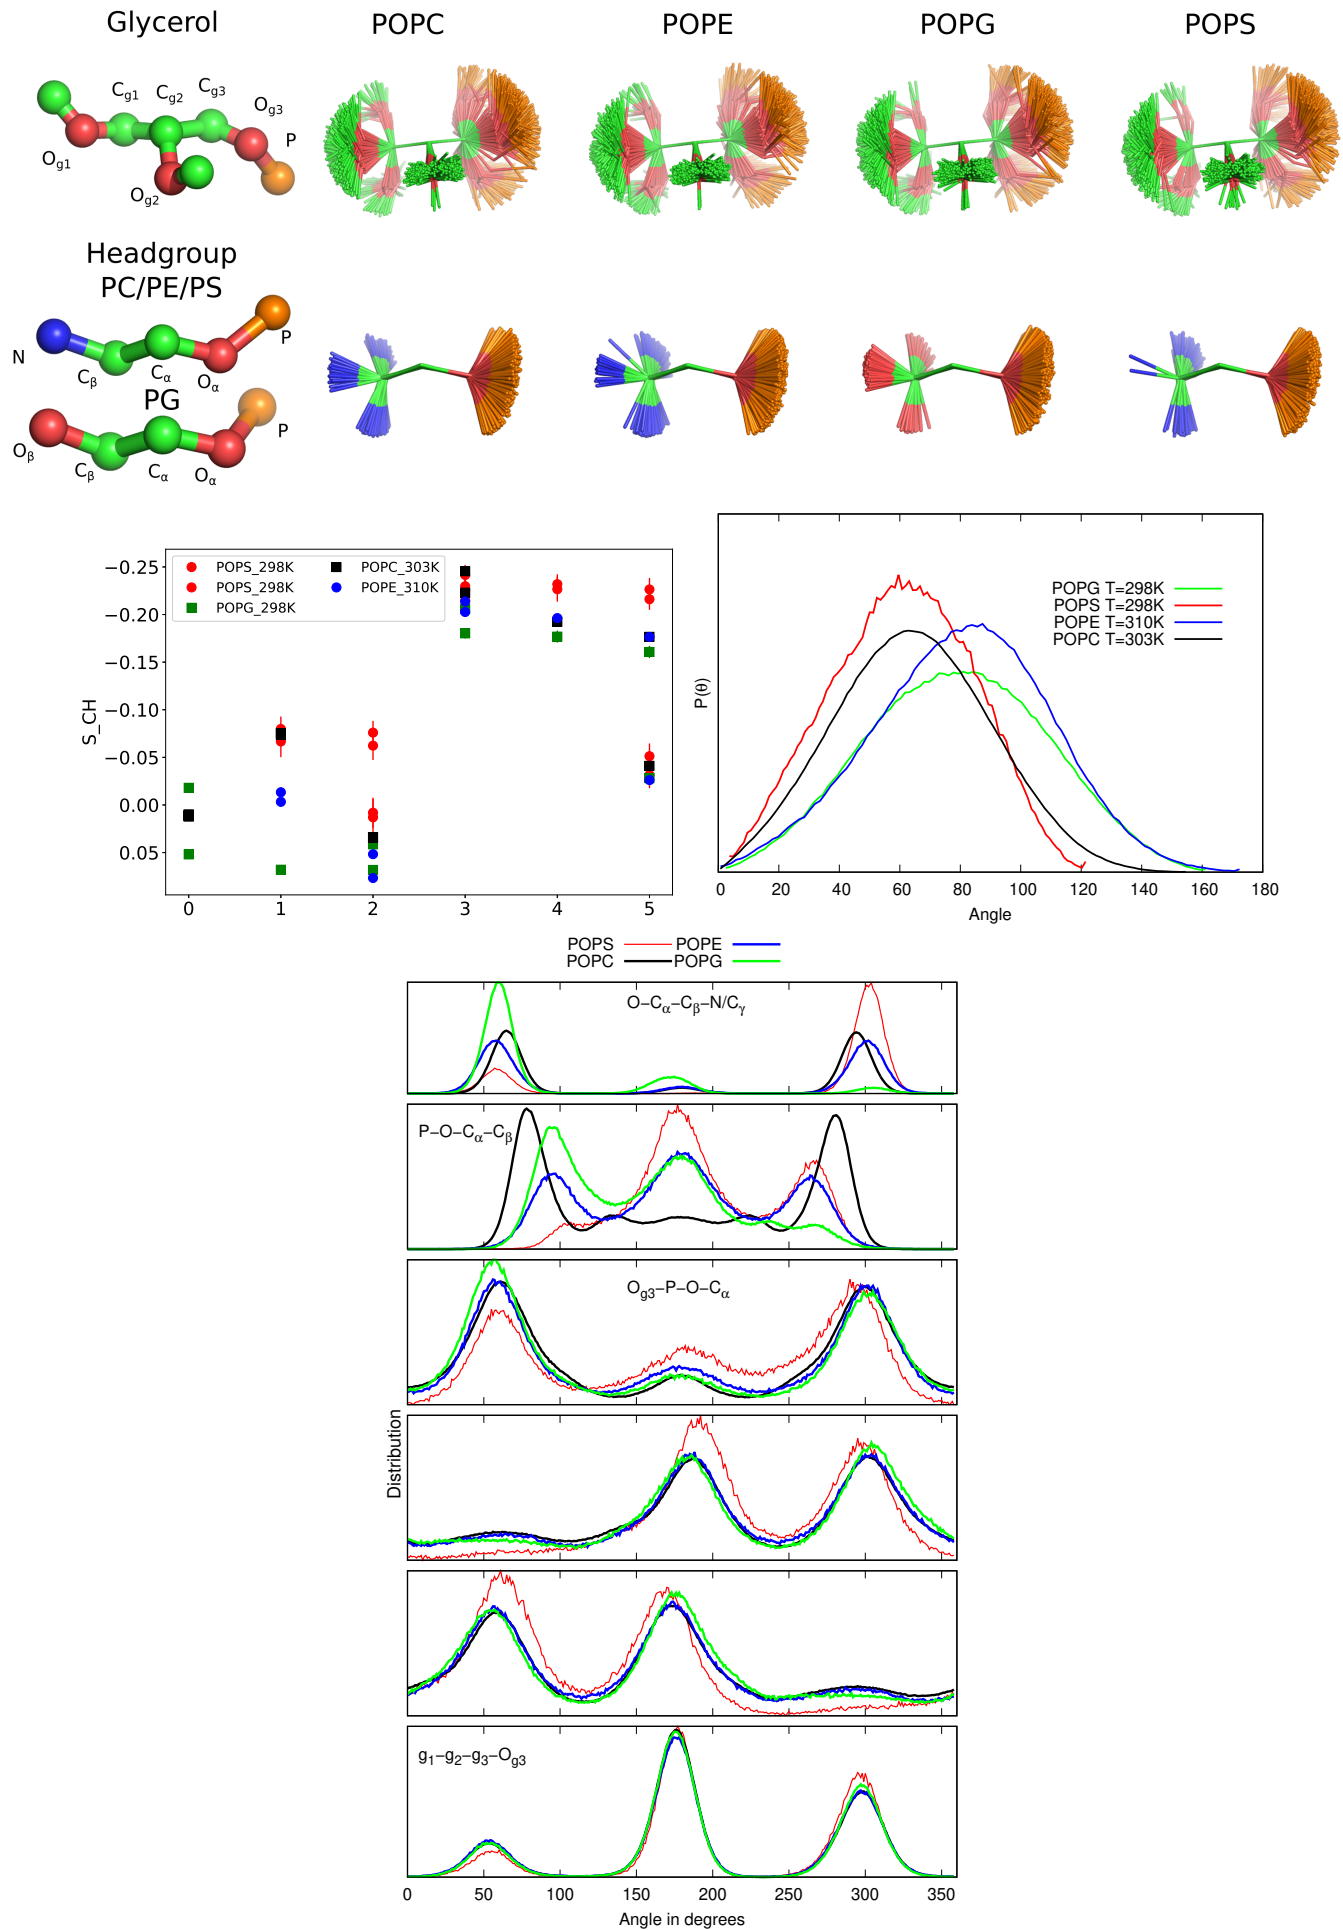 Glycerol POPC POPE POPG POPS
Cg1 Cg2 Cg3
Og3
P
Og1
Og2
Headgroup
PC/PE/PS
N
P
Cβ Cα Oα
PG
Oβ
P
Cβ Cα Oα
POPS_298K POPC_303K
POPS_298K POPE_310K
POPG_298K
S_CH
−0.25
−0.20
−0.15
−0.10
−0.05
0.00
0.05
0 1 2 3 4 5
POPG T=298K
POPS T=298K
POPE T=310K
POPC T=303K
P(θ)
0 20 40 60 80 100 120 140 160 180
Angle
POPS POPE
POPC POPG
O−Cα−Cβ−N/Cγ
P−O−Cα−Cβ
Og3−P−O−Cα
Distribution
g1−g2−g3−Og3
0 50 100 150 200 250 300 350
Angle in degrees